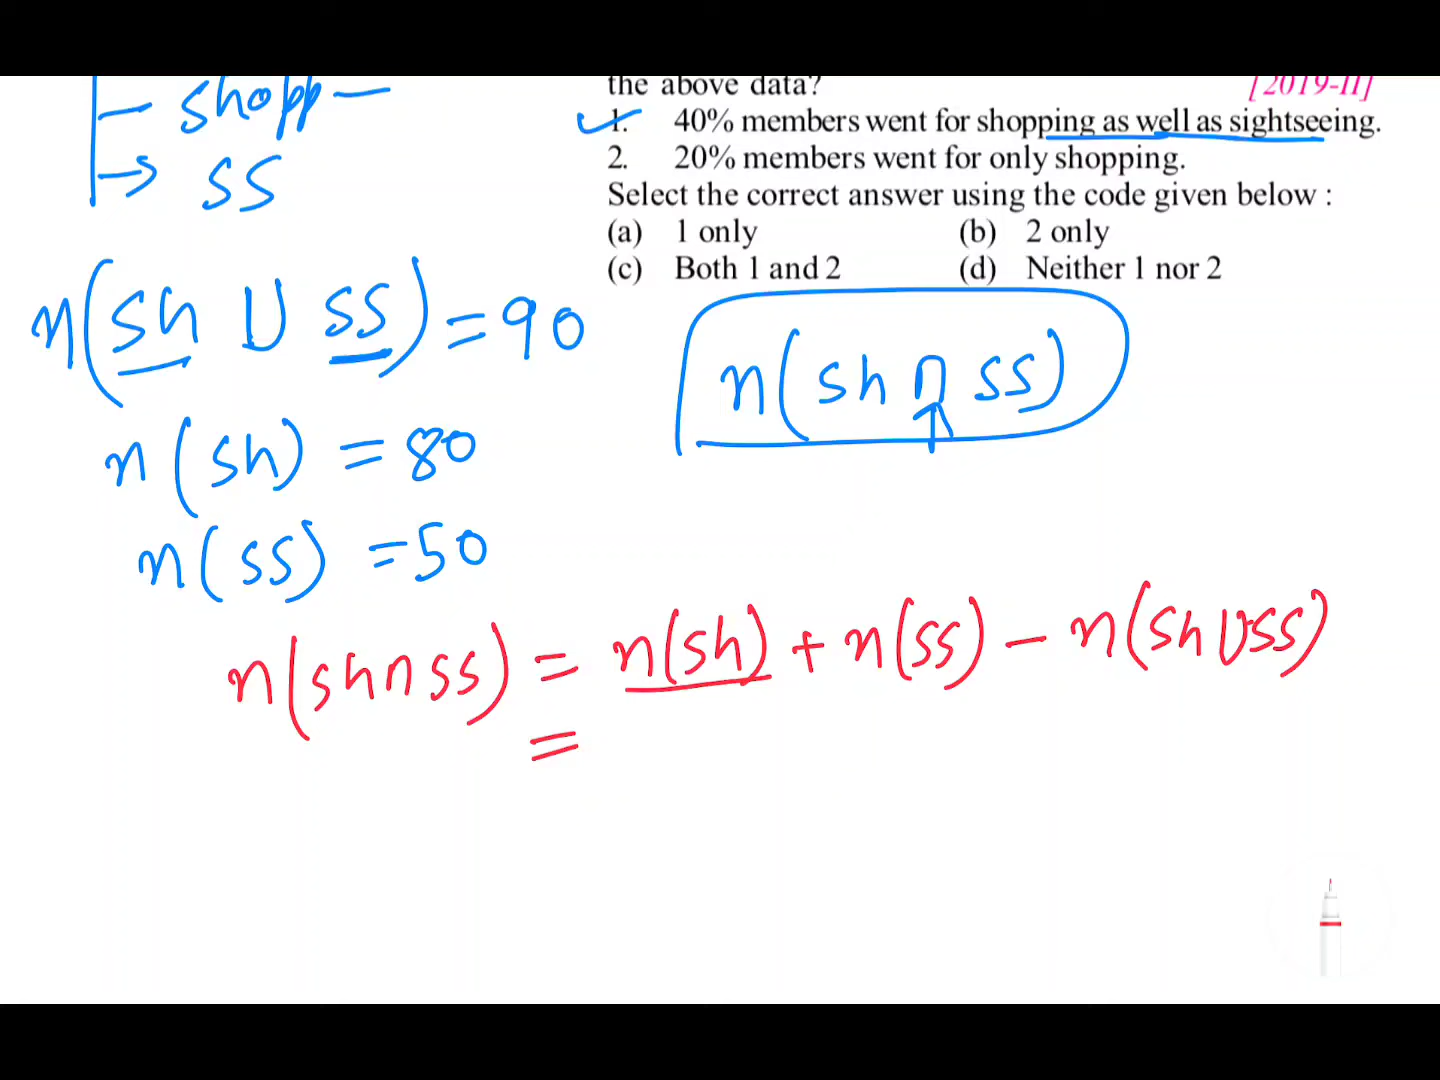 shopp
the above data? [2019-II]
→ ss
1. 40% members went for shopping as well as sightseeing.
2. 20% members went for only shopping.
Select the correct answer using the code given below :
(a) 1 only (b) 2 only
(c) Both 1 and 2 (d) Neither 1 nor 2
n(sh ∪ ss) = 90
n(sh ∩ ss)
n(sh) = 80
n(ss) = 50
n(sh∩ss) = n(sh) + n(ss) − n(sh∪ss)
=